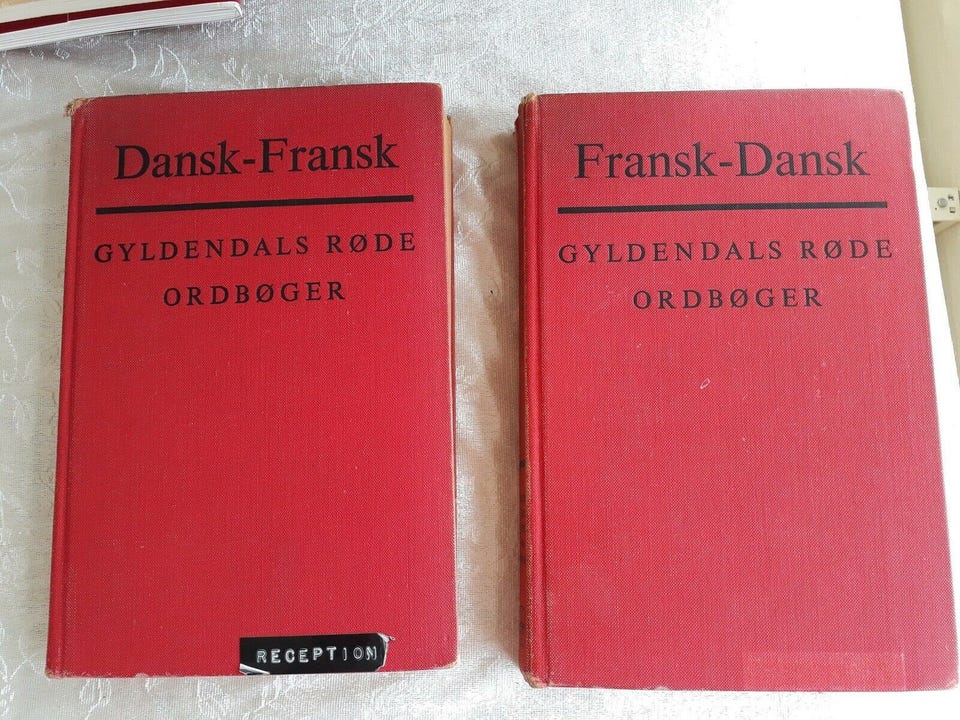 Dansk-Fransk
GYLDENDALS RØDE
ORDBØGER
RECEPTION
Fransk-Dansk
GYLDENDALS RØDE
ORDBØGER